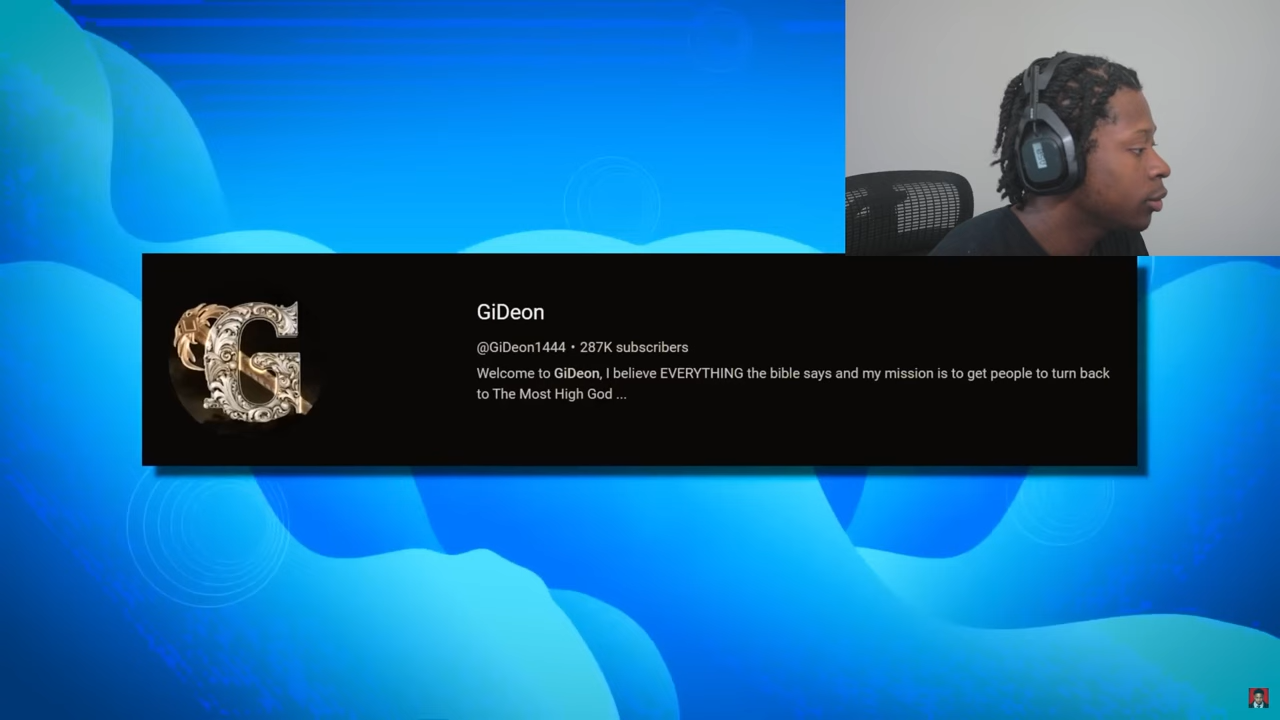 G
GiDeon
@GiDeon1444 • 287K subscribers
Welcome to GiDeon, I believe EVERYTHING the bible says and my mission is to get people to turn back
to The Most High God ...